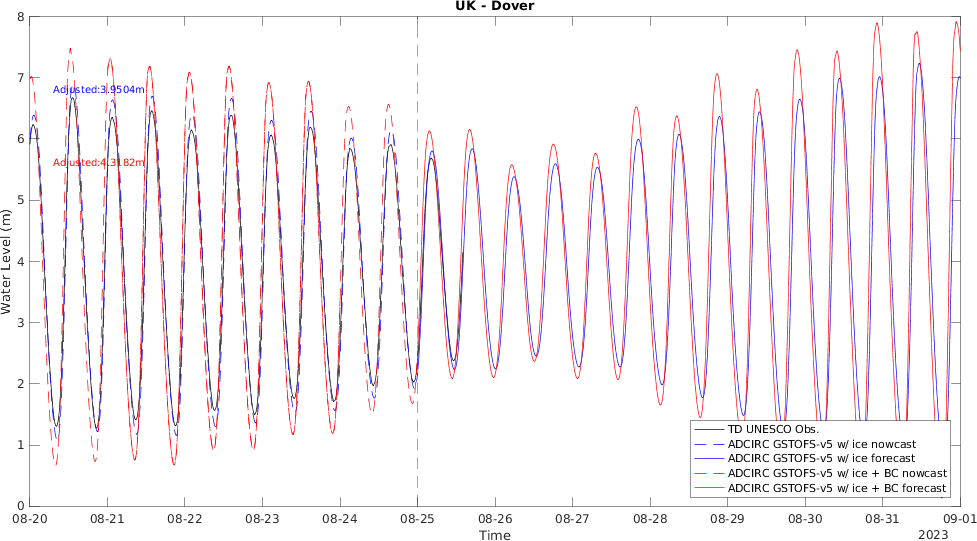 UK - Dover
8
7
6
5
4
3
2
1
0
Water Level (m)
Adjusted:3.9504m
Adjusted:4.3182m
TD UNESCO Obs.
ADCIRC GSTOFS-v5 w/ ice nowcast
ADCIRC GSTOFS-v5 w/ ice forecast
ADCIRC GSTOFS-v5 w/ ice + BC nowcast
ADCIRC GSTOFS-v5 w/ ice + BC forecast
08-20 08-21 08-22 08-23 08-24 08-25 08-26 08-27 08-28 08-29 08-30 08-31 09-01
Time
2023